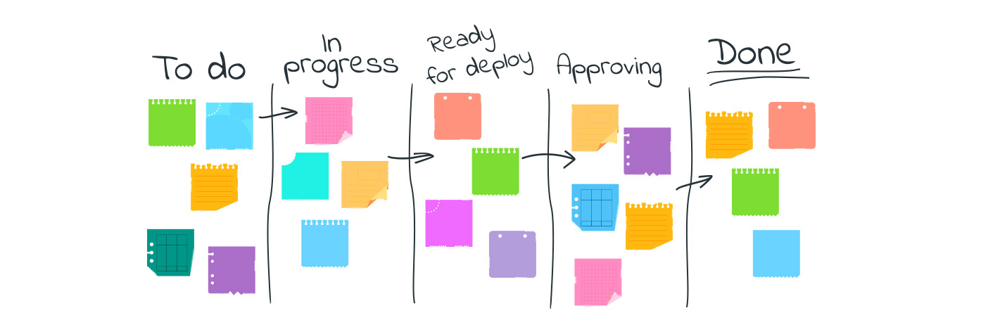 To do
In
progress
Ready
for deploy
Approving
Done